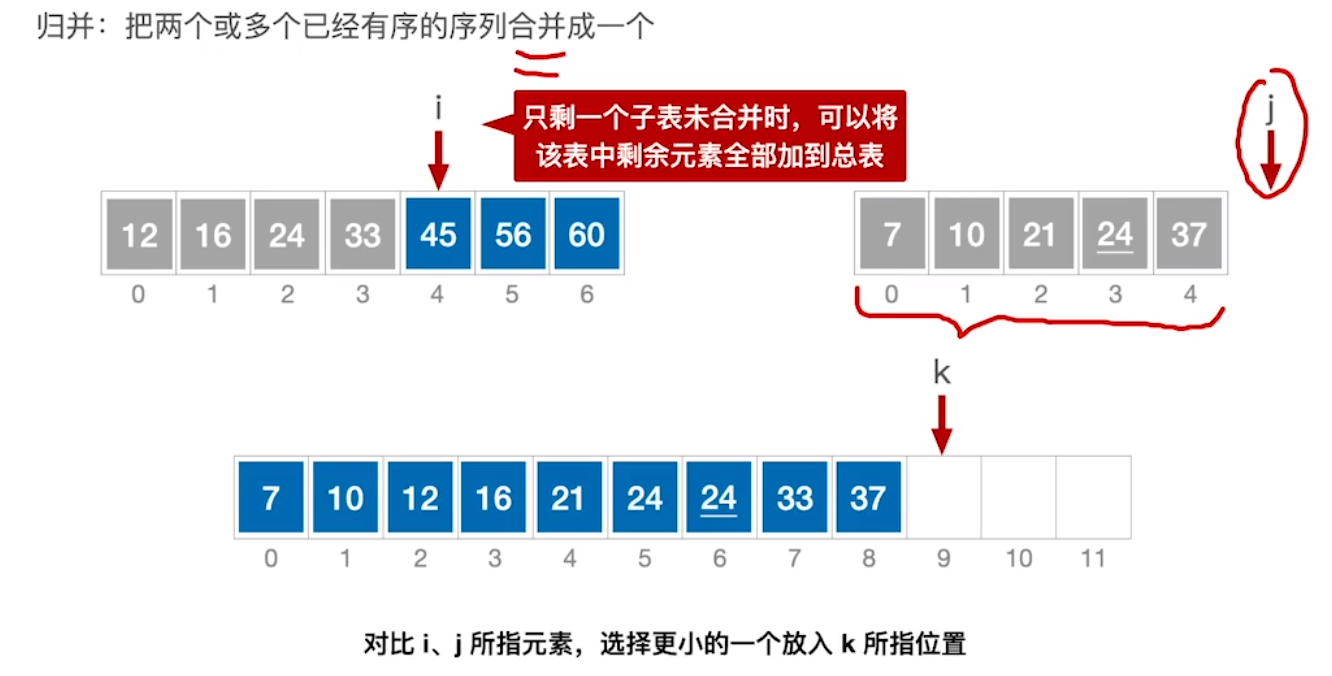 归并：把两个或多个已经有序的序列合并成一个
i
只剩一个子表未合并时，可以将
该表中剩余元素全部加到总表
j
12 16 24 33 45 56 60
0 1 2 3 4 5 6
7 10 21 24 37
0 1 2 3 4
k
7 10 12 16 21 24 24 33 37
0 1 2 3 4 5 6 7 8 9 10 11
对比 i、j 所指元素，选择更小的一个放入 k 所指位置